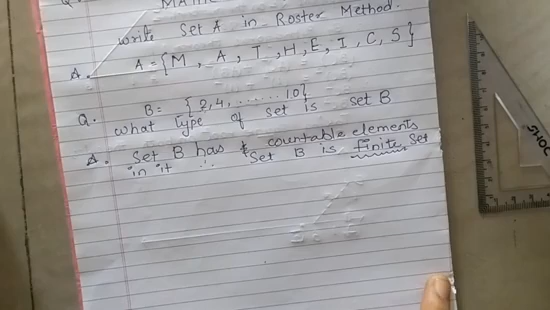 write Set A in Roster Method.
A. A = {M, A, T, H, E, I, C, S}
Q. B = {2,4, ....... 10}
what type of set is set B
A. Set B has countable elements
in it ∴ Set B is finite set